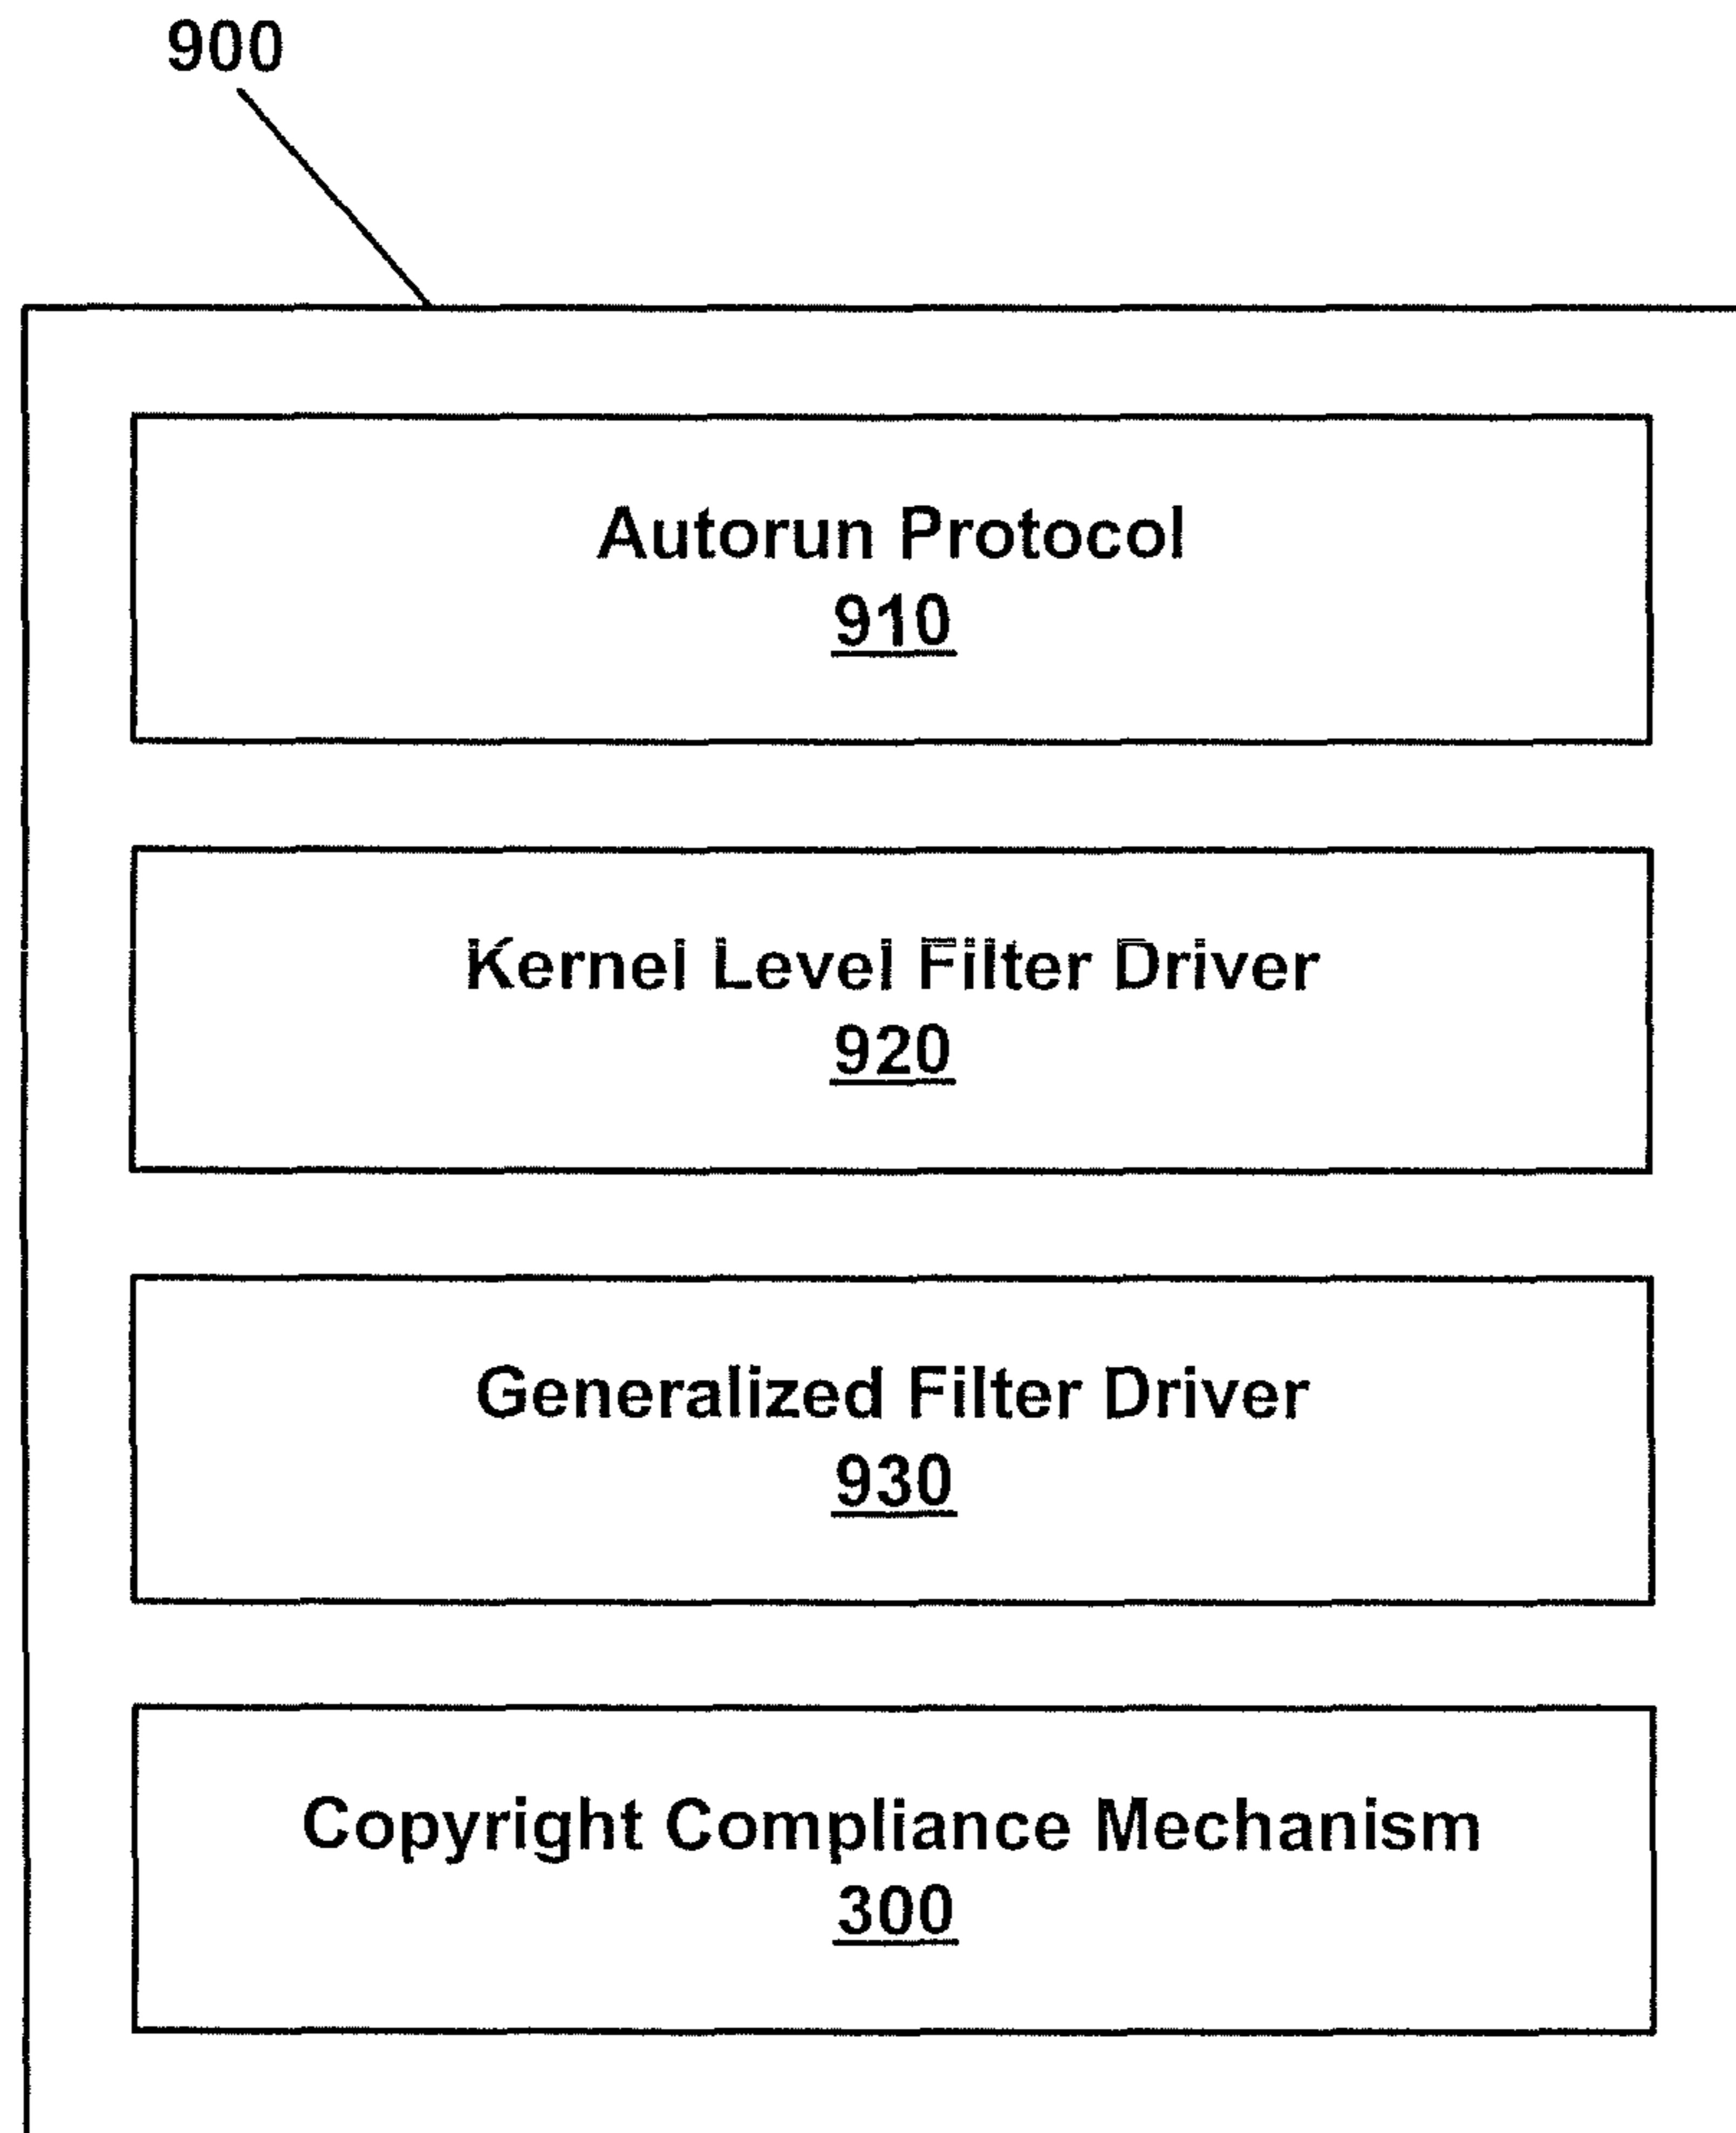 900
Autorun Protocol
910
Kernel Level Filter Driver
920
Generalized Filter Driver
930
Copyright Compliance Mechanism
300